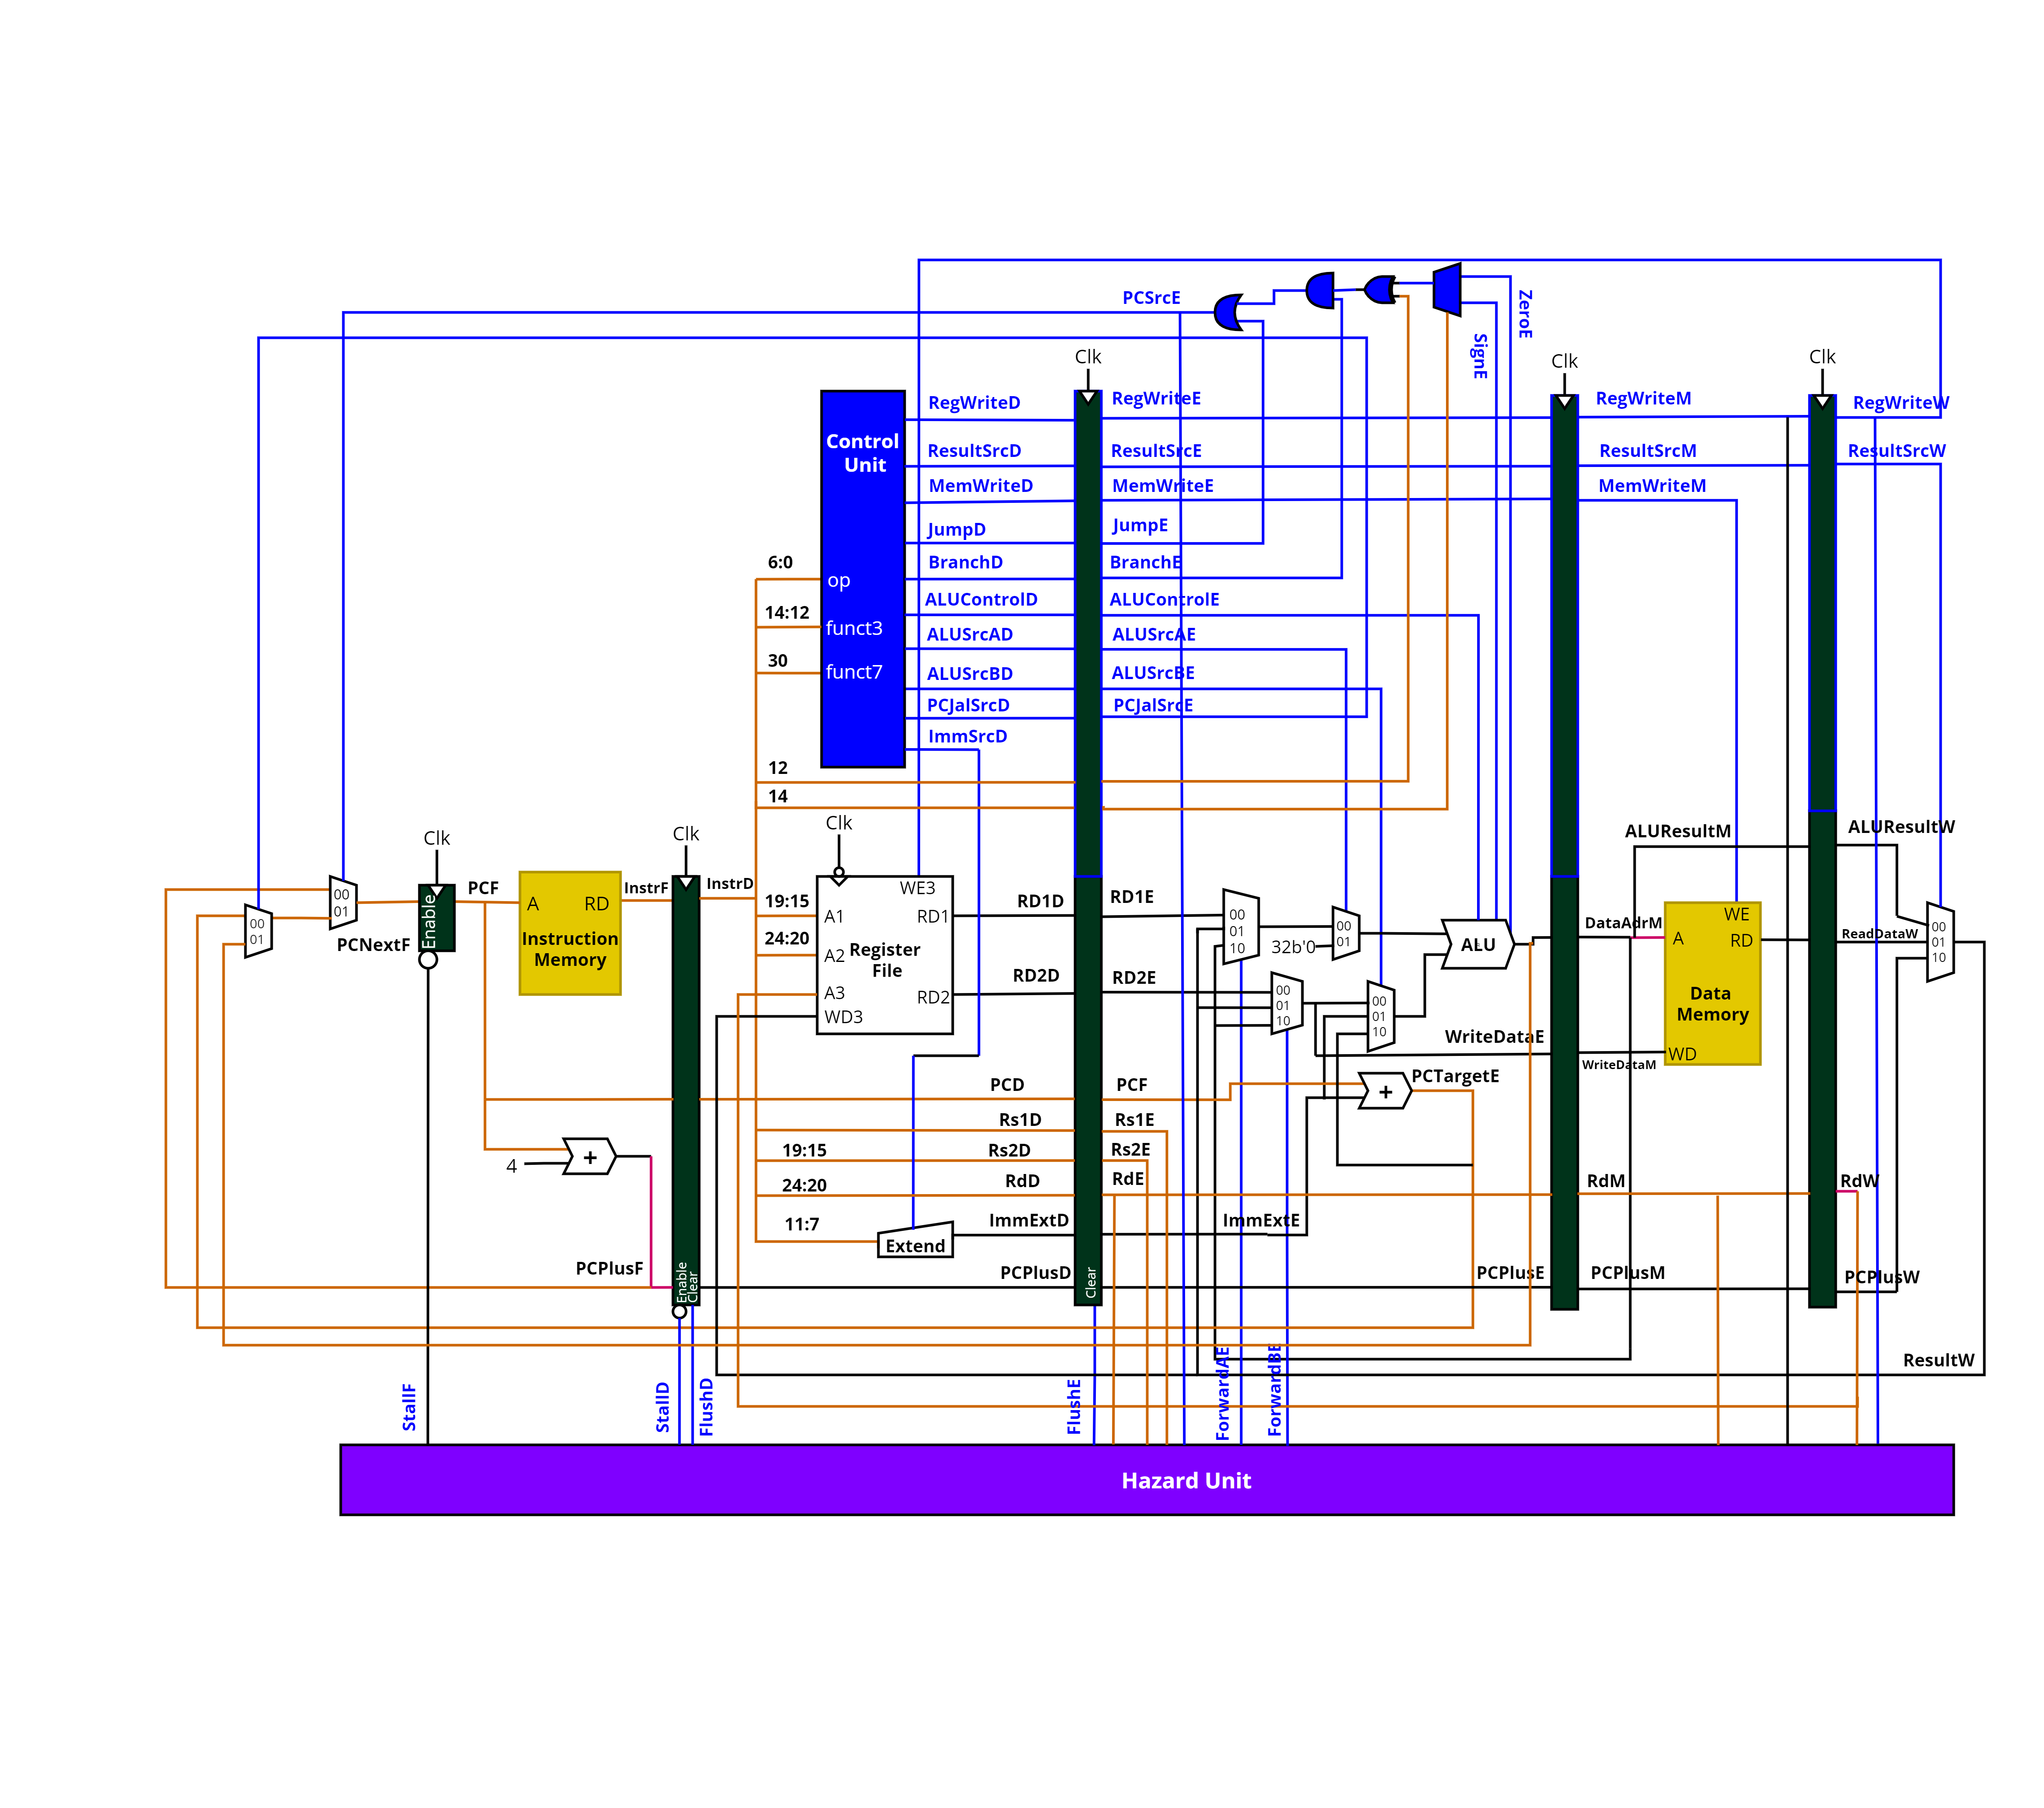 PCSrcE
ZeroE
SignE
Clk
Clk
Clk
Control
Unit
op
funct3
funct7
6:0
14:12
30
12
14
RegWriteD
ResultSrcD
MemWriteD
JumpD
BranchD
ALUControlD
ALUSrcAD
ALUSrcBD
PCJalSrcD
ImmSrcD
RegWriteE
ResultSrcE
MemWriteE
JumpE
BranchE
ALUControlE
ALUSrcAE
ALUSrcBE
PCJalSrcE
RegWriteM
ResultSrcM
MemWriteM
RegWriteW
ResultSrcW
00
01
00
01
PCNextF
Clk
Enable
PCF
A
RD
Instruction
Memory
InstrF
Clk
InstrD
Enable
Clear
Clk
19:15
24:20
WE3
A1
RD1
A2
Register
File
A3
RD2
WD3
RD1D
RD2D
RD1E
RD2E
00
01
10
32b'0
00
01
00
01
10
00
01
10
ALU
WriteDataE
PCTargetE
ALUResultM
DataAdrM
WriteDataM
WE
A
RD
Data
Memory
WD
ALUResultW
ReadDataW
00
01
10
4
+
PCPlusF
PCD
Rs1D
19:15
Rs2D
24:20
RdD
11:7
Extend
ImmExtD
PCPlusD
Clear
PCF
+
Rs1E
Rs2E
RdE
ImmExtE
PCPlusE
RdM
PCPlusM
RdW
PCPlusW
ResultW
StallF
StallD
FlushD
FlushE
ForwardAE
ForwardBE
Hazard Unit